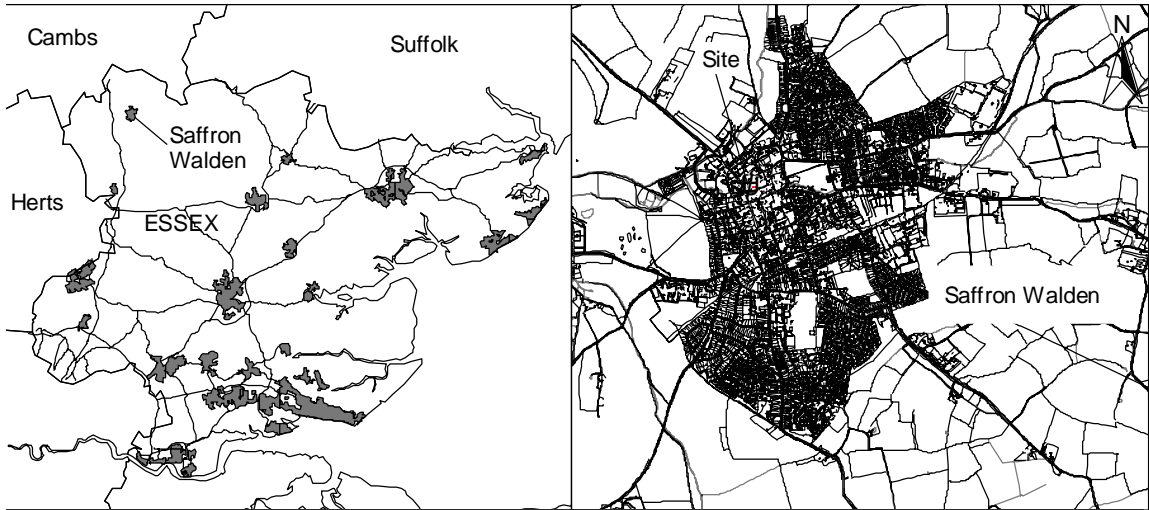 Cambs
Suffolk
Saffron
Walden
Herts
ESSEX
N
Site
Saffron Walden